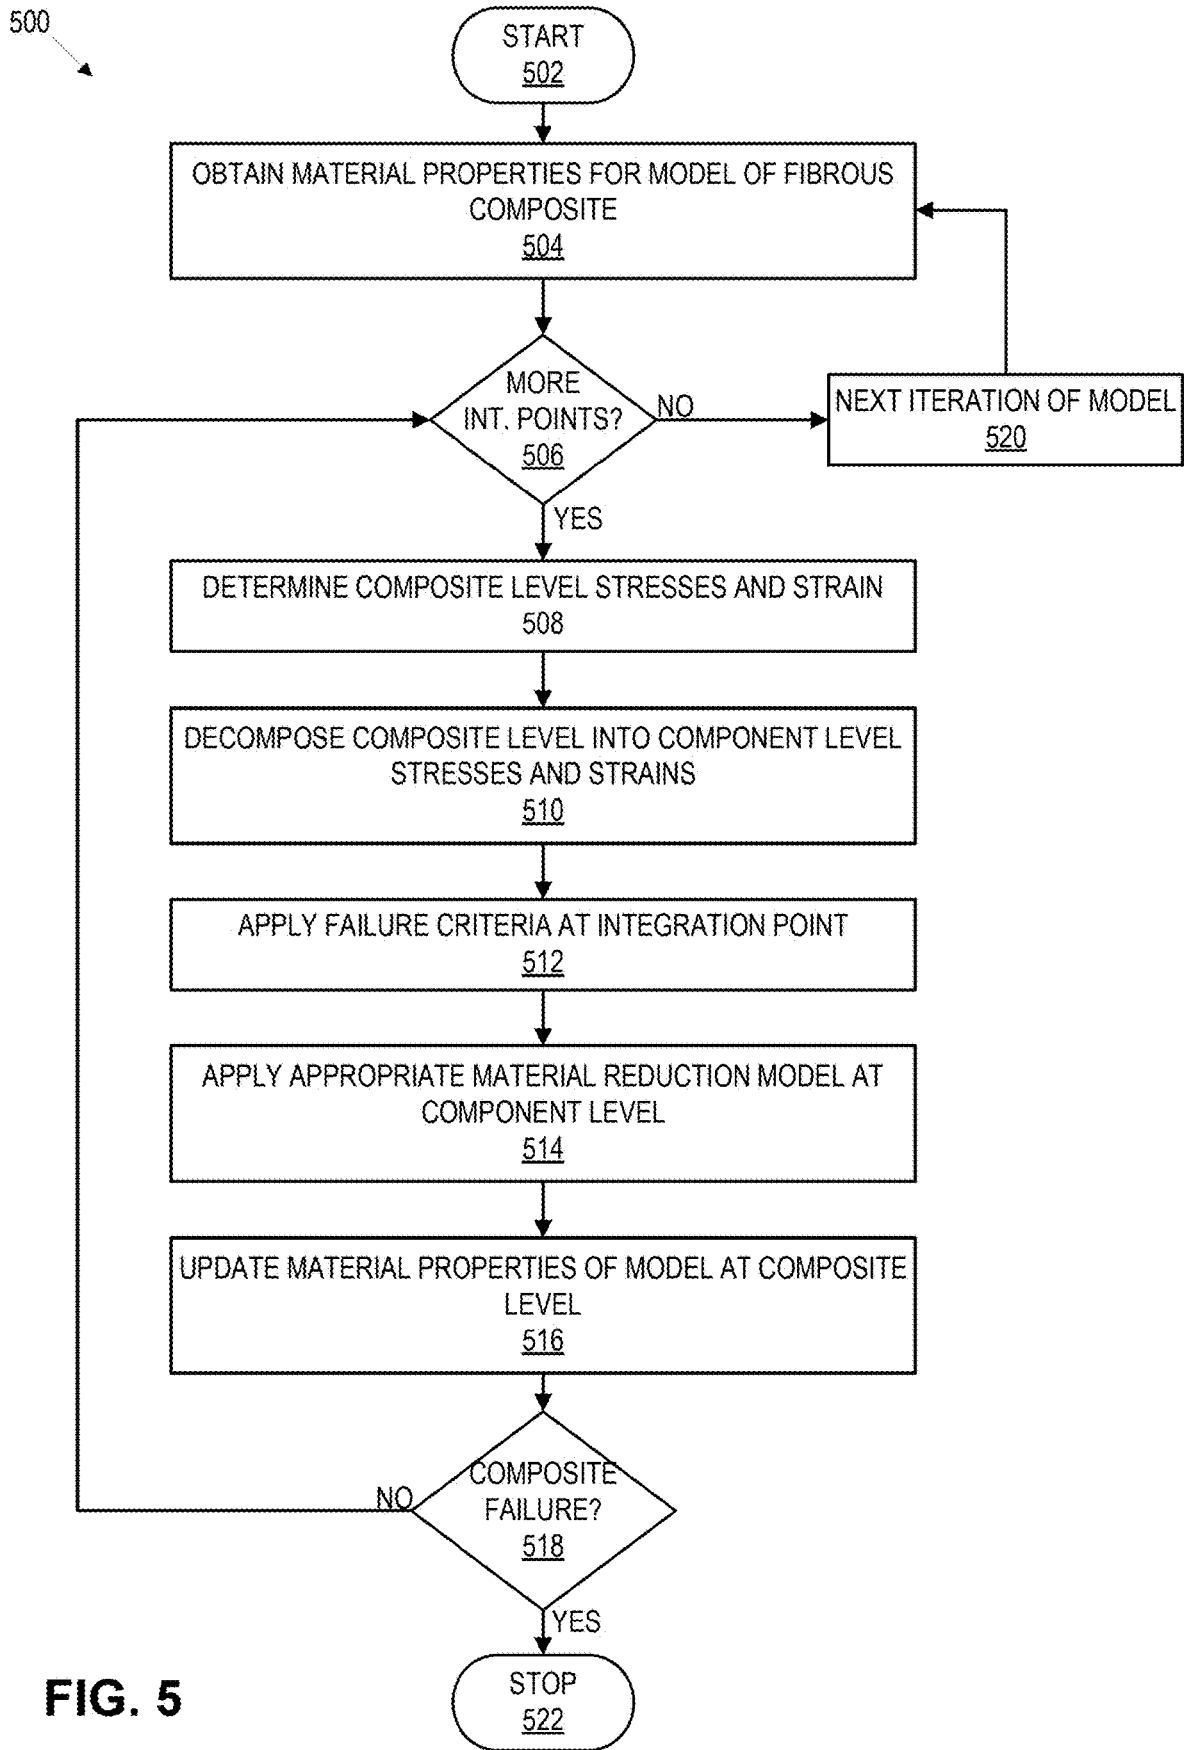 500
START
502
OBTAIN MATERIAL PROPERTIES FOR MODEL OF FIBROUS
COMPOSITE
504
MORE
INT. POINTS?
506
NO
NEXT ITERATION OF MODEL
520
YES
DETERMINE COMPOSITE LEVEL STRESSES AND STRAIN
508
DECOMPOSE COMPOSITE LEVEL INTO COMPONENT LEVEL
STRESSES AND STRAINS
510
APPLY FAILURE CRITERIA AT INTEGRATION POINT
512
APPLY APPROPRIATE MATERIAL REDUCTION MODEL AT
COMPONENT LEVEL
514
UPDATE MATERIAL PROPERTIES OF MODEL AT COMPOSITE
LEVEL
516
COMPOSITE
FAILURE?
518
NO
YES
STOP
522
FIG. 5